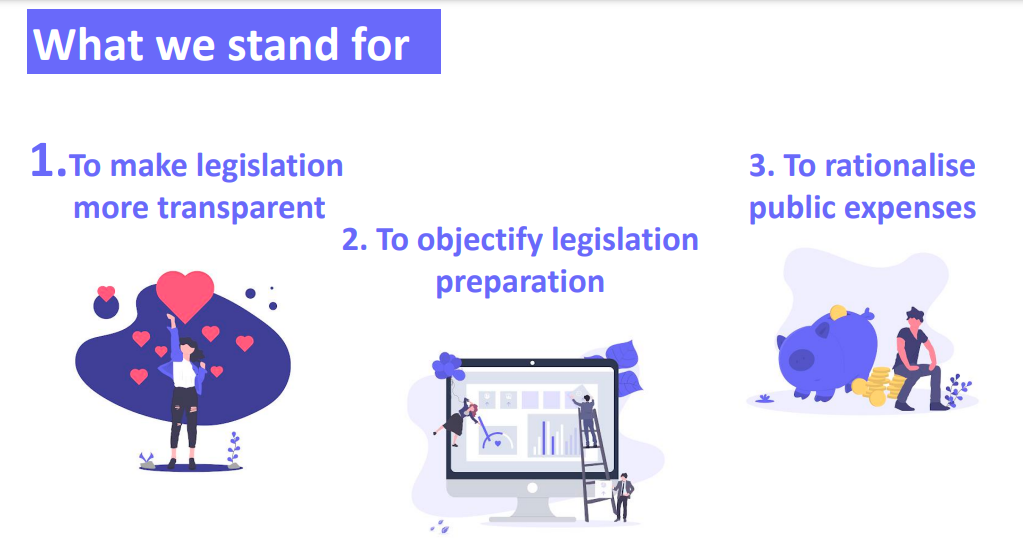 What we stand for
1.To make legislation
more transparent
2. To objectify legislation
preparation
3. To rationalise
public expenses